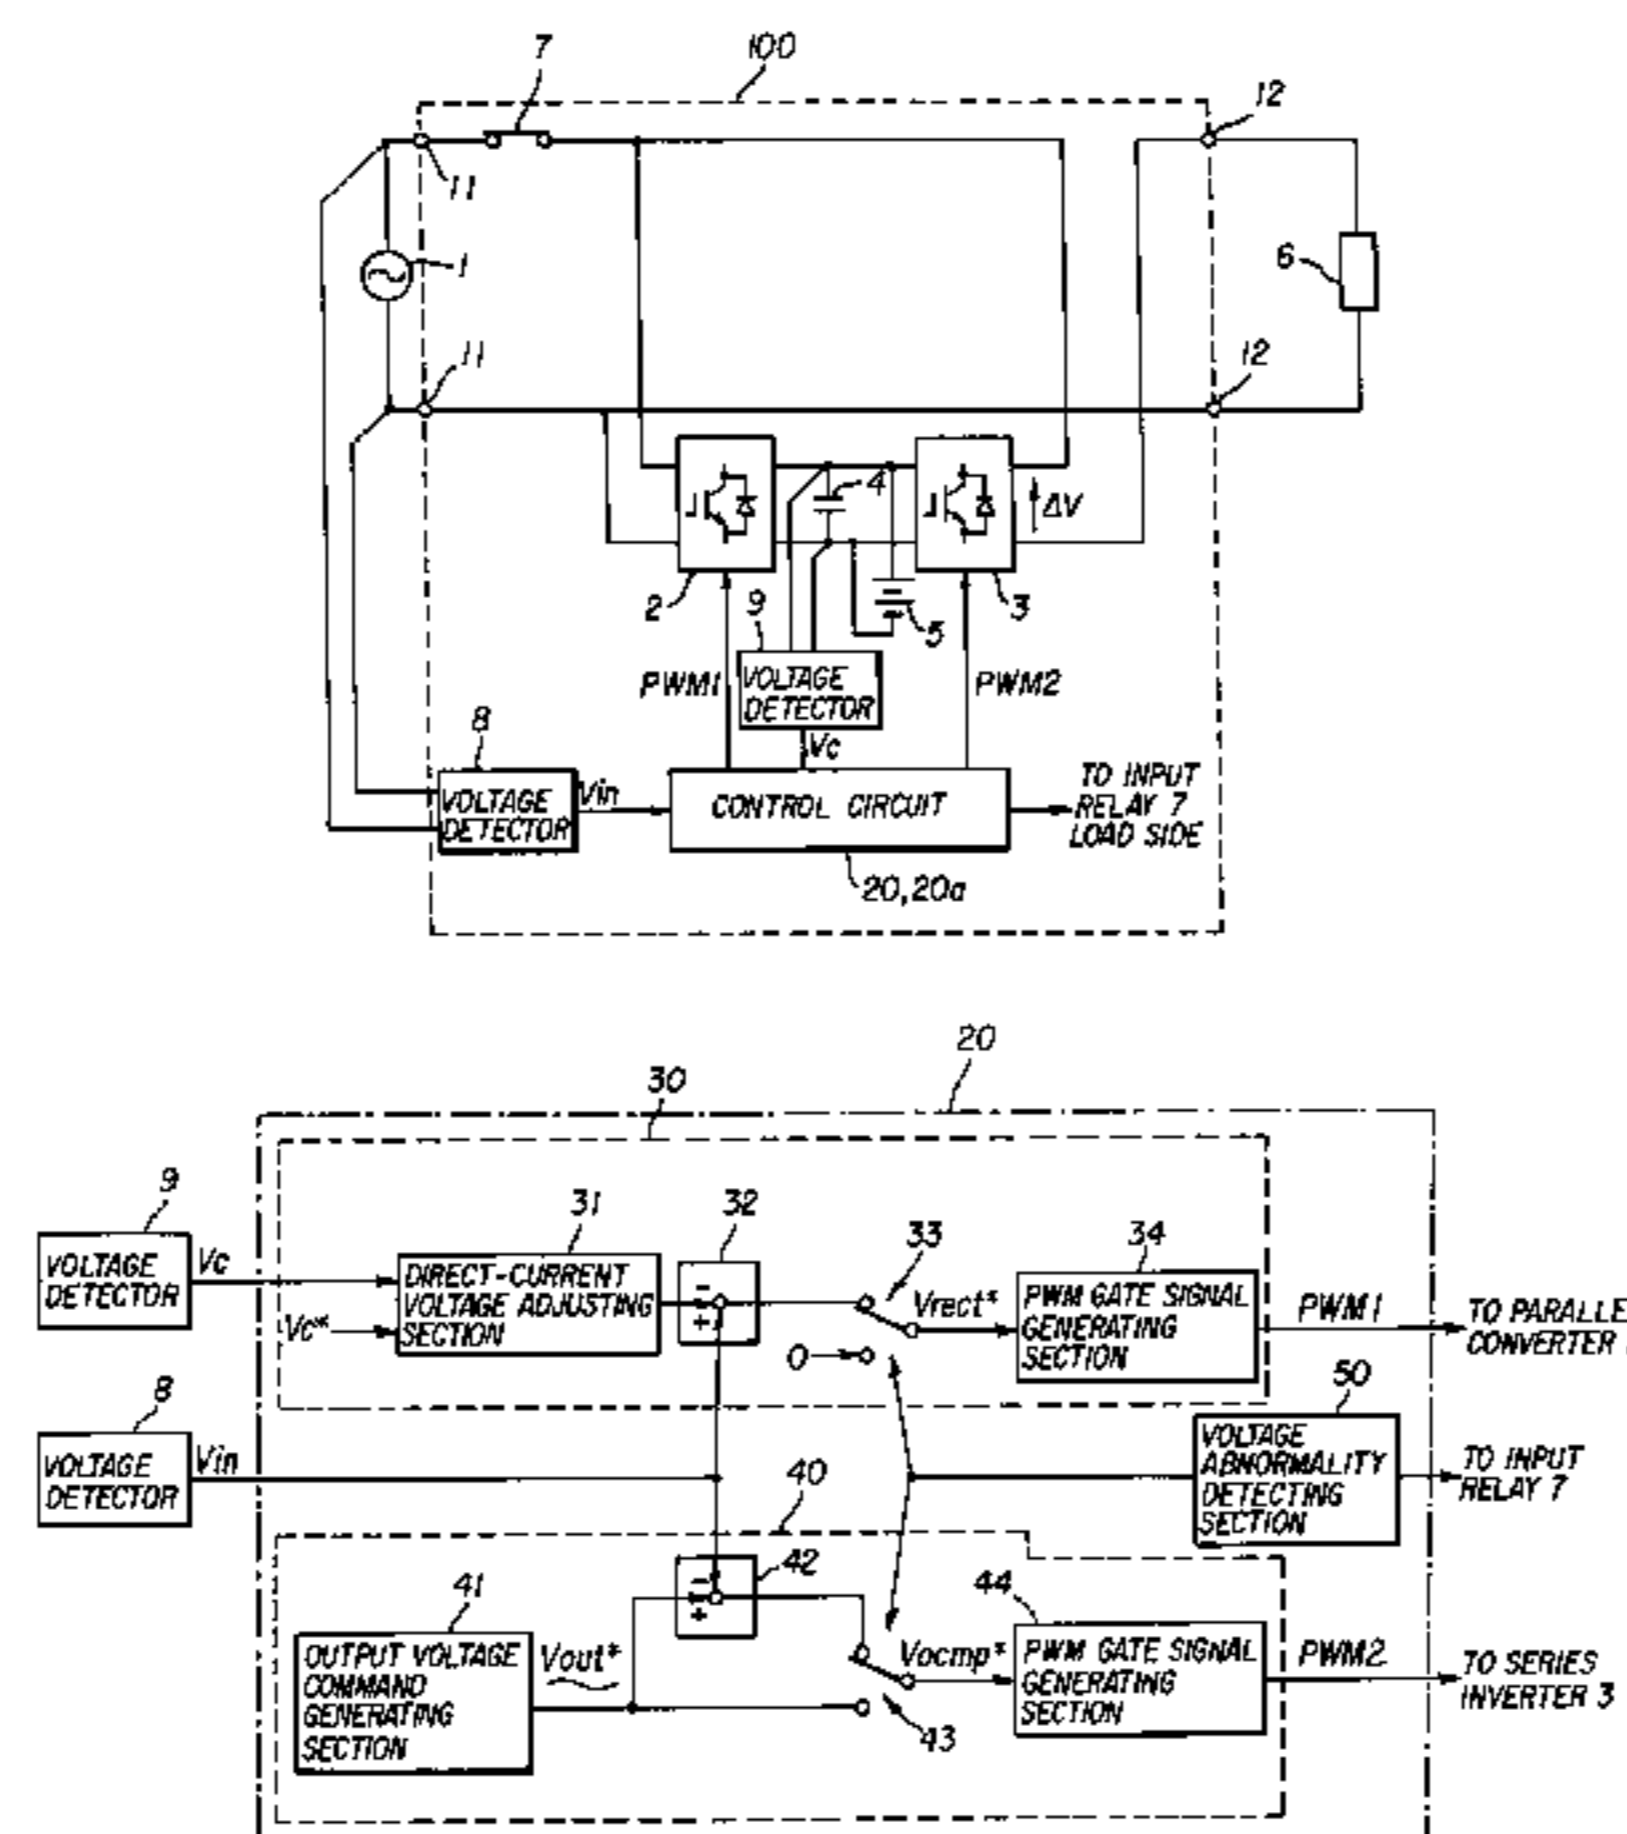 7
100
12
11
1
6
11
12
4
ΔV
2
9
5
3
PWM1
VOLTAGE
DETECTOR
PWM2
8
Vc
VOLTAGE
DETECTOR
Vin
CONTROL CIRCUIT
TO INPUT
RELAY 7
LOAD SIDE
20,20a
20
30
9
31
32
33
34
VOLTAGE
DETECTOR
Vc
Vc*
DIRECT-CURRENT
VOLTAGE ADJUSTING
SECTION
-
+
0
Vrect*
PWM GATE SIGNAL
GENERATING
SECTION
PWM1
TO PARALLE
CONVERTER
8
50
VOLTAGE
DETECTOR
Vin
VOLTAGE
ABNORMALITY
DETECTING
SECTION
TO INPUT
RELAY 7
40
41
42
-
+
44
OUTPUT VOLTAGE
COMMAND
GENERATING
SECTION
Vout*
43
Vocmp*
PWM GATE SIGNAL
GENERATING
SECTION
PWM2
TO SERIES
INVERTER 3